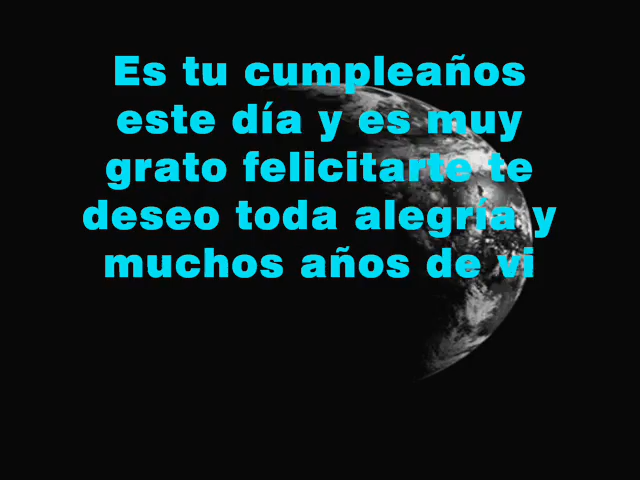 Es tu cumpleaños
este día y es muy
grato felicitarte te
deseo toda alegría y
muchos años de vi